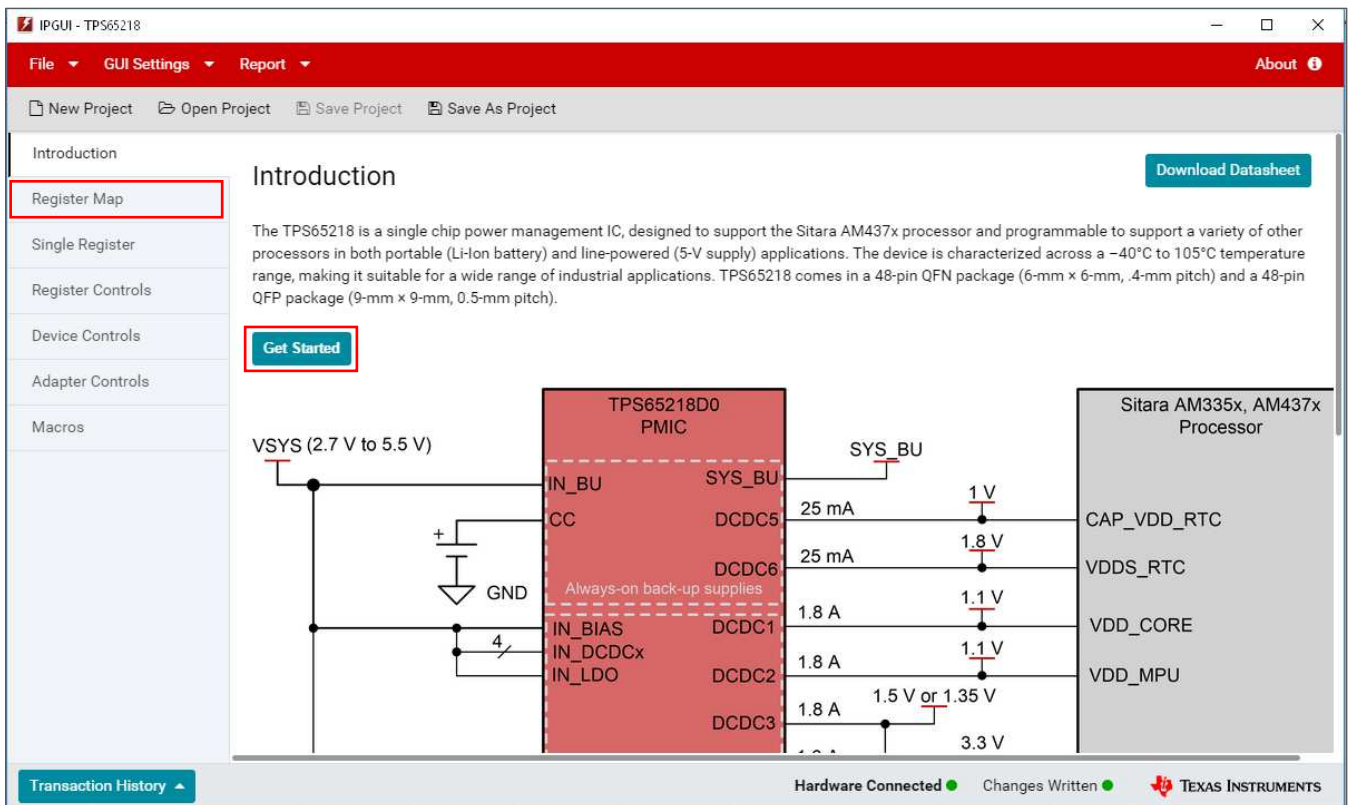 IPGUI - TPS65218
File GUI Settings Report About
New Project Open Project Save Project Save As Project
Introduction
Register Map
Single Register
Register Controls
Device Controls
Adapter Controls
Macros
Introduction
Download Datasheet
The TPS65218 is a single chip power management IC, designed to support the Sitara AM437x processor and programmable to support a variety of other
processors in both portable (Li-Ion battery) and line-powered (5-V supply) applications. The device is characterized across a –40°C to 105°C temperature
range, making it suitable for a wide range of industrial applications. TPS65218 comes in a 48-pin QFN package (6-mm × 6-mm, .4-mm pitch) and a 48-pin
QFP package (9-mm × 9-mm, 0.5-mm pitch).
Get Started
TPS65218D0
PMIC
Sitara AM335x, AM437x
Processor
VSYS (2.7 V to 5.5 V)
SYS_BU
IN_BU SYS_BU
1 V
CC DCDC5 25 mA CAP_VDD_RTC
+
1.8 V
DCDC6 25 mA VDDS_RTC
GND Always-on back-up supplies
1.1 V
IN_BIAS DCDC1 1.8 A VDD_CORE
4 IN_DCDCx
1.1 V
IN_LDO DCDC2 1.8 A VDD_MPU
1.5 V or 1.35 V
DCDC3 1.8 A
3.3 V
Transaction History Hardware Connected Changes Written TEXAS INSTRUMENTS